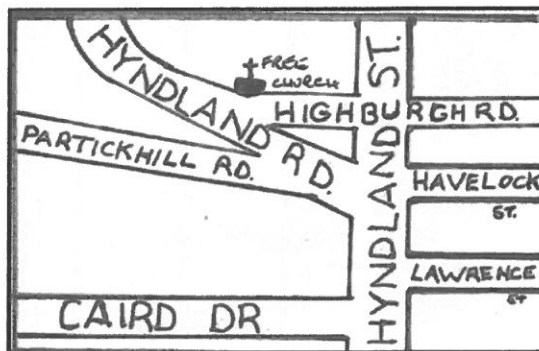 HYNDLAND RD.
FREE
CHURCH
HYNDLAND ST.
HIGHBURGH RD.
PARTICKHILL RD.
HAVELOCK
ST.
LAWRENCE
ST
CAIRD DR